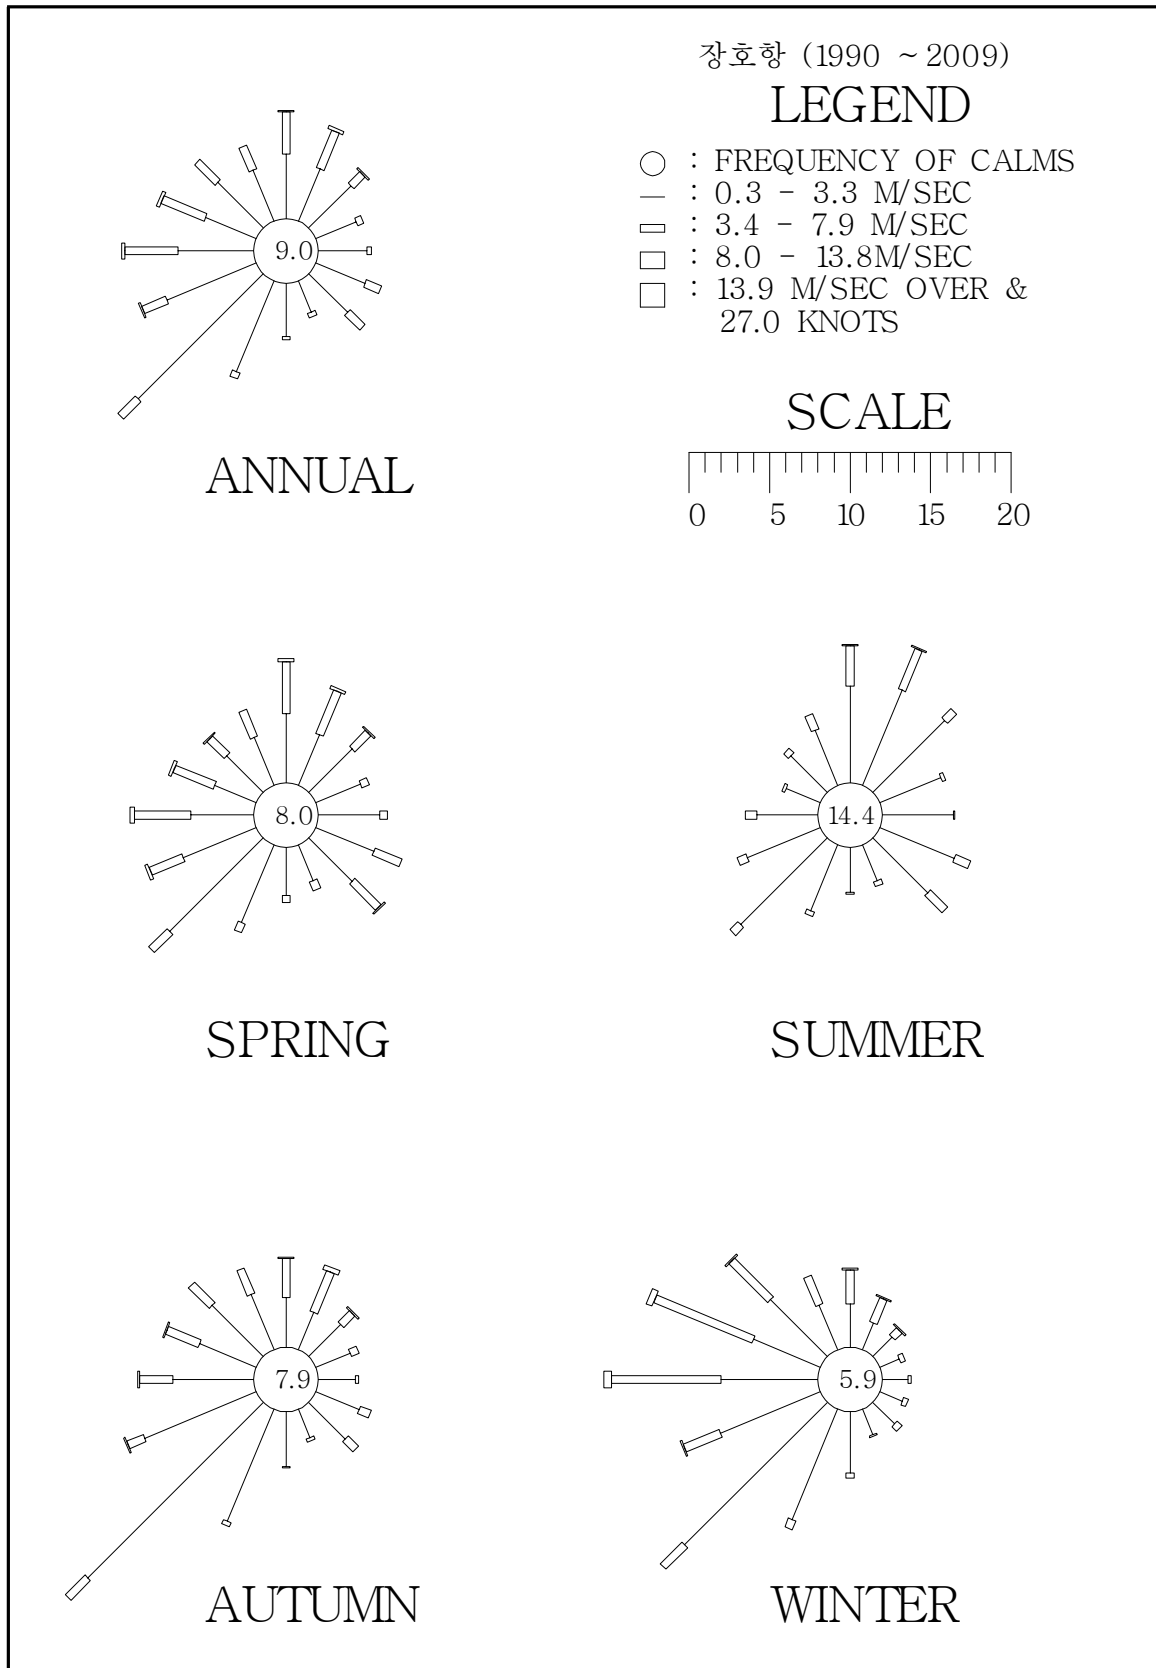 장호항 (1990 ~ 2009)
LEGEND
: FREQUENCY OF CALMS
: 0.3 - 3.3 M/SEC
: 3.4 - 7.9 M/SEC
: 8.0 - 13.8M/SEC
: 13.9 M/SEC OVER &
27.0 KNOTS
9.0
ANNUAL
SCALE
0 5 10 15 20
8.0
SPRING
14.4
SUMMER
7.9
AUTUMN
5.9
WINTER